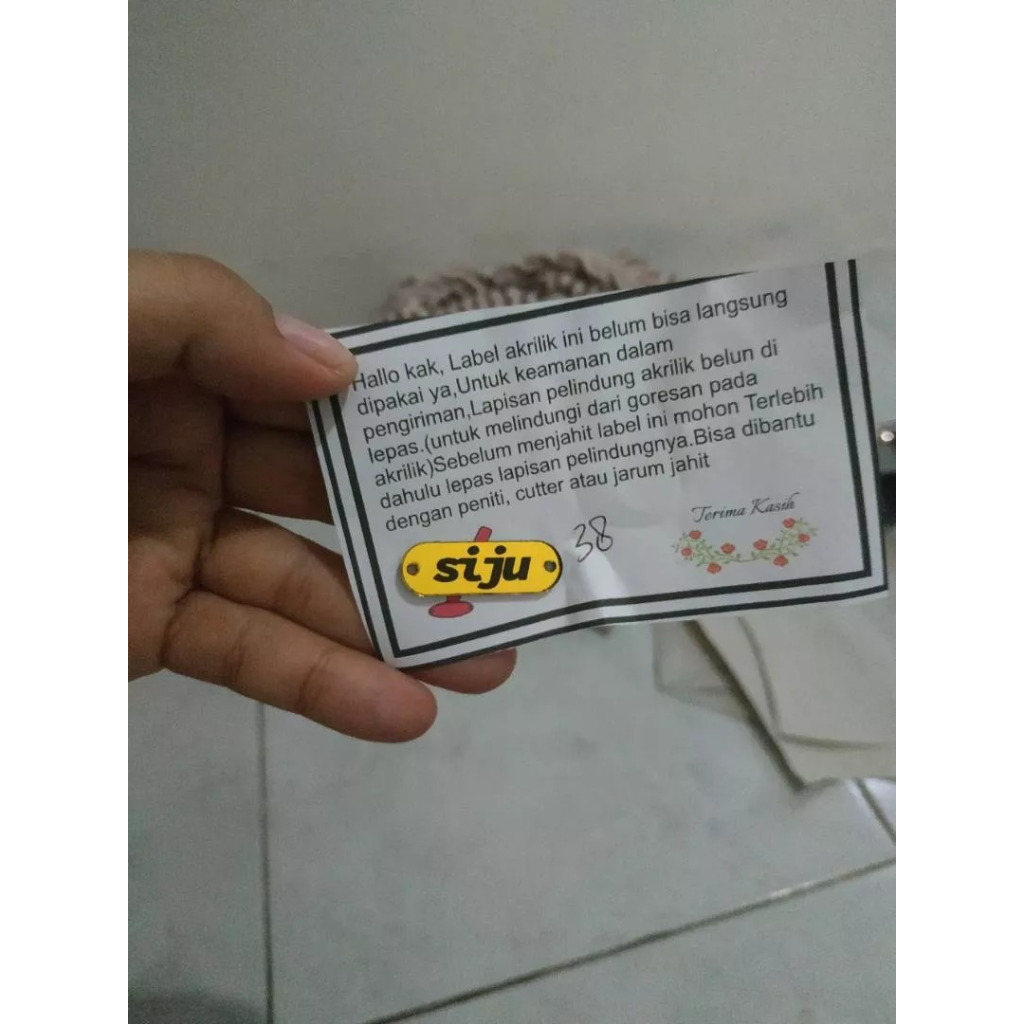 Hallo kak, Label akrilik ini belum bisa langsung
dipakai ya,Untuk keamanan dalam
pengiriman,Lapisan pelindung akrilik belun di
lepas.(untuk melindungi dari goresan pada
akrilik)Sebelum menjahit label ini mohon Terlebih
dahulu lepas lapisan pelindungnya.Bisa dibantu
dengan peniti, cutter atau jarum jahit
Terima Kasih
38
siju